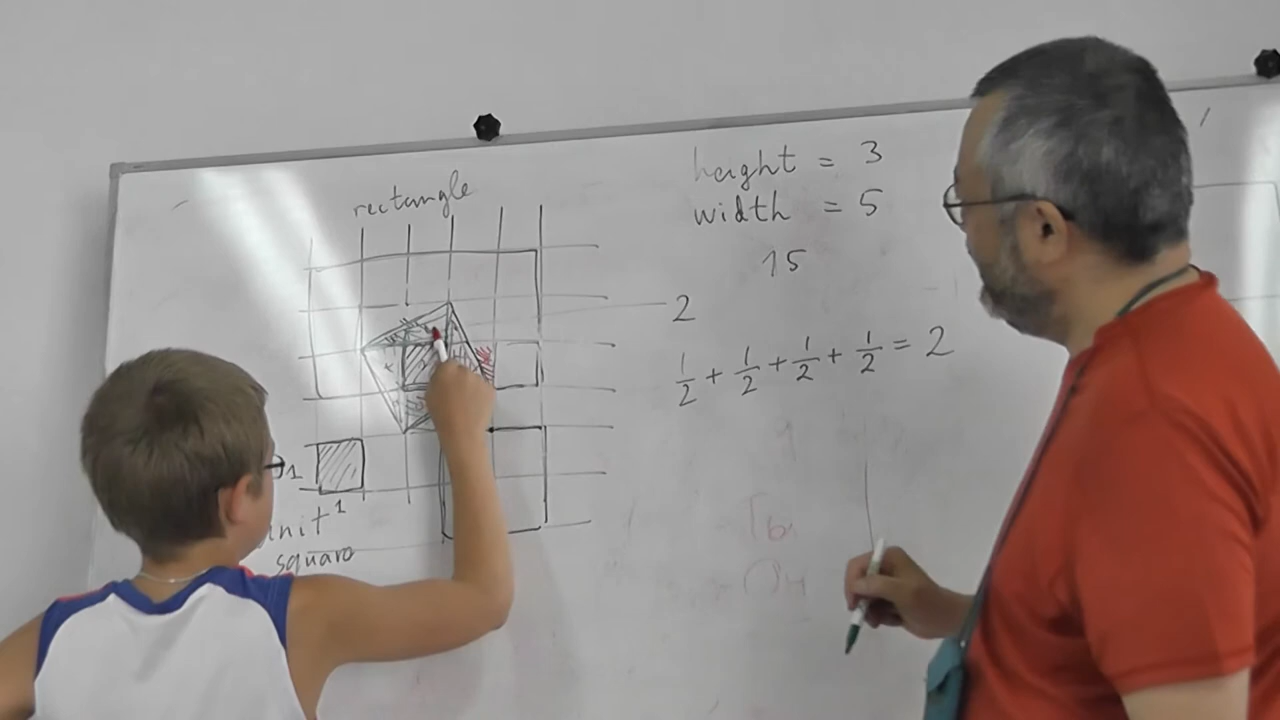 rectangle
height = 3
width = 5
15
2
1/2 + 1/2 + 1/2 + 1/2 = 2
1
unit 1
square